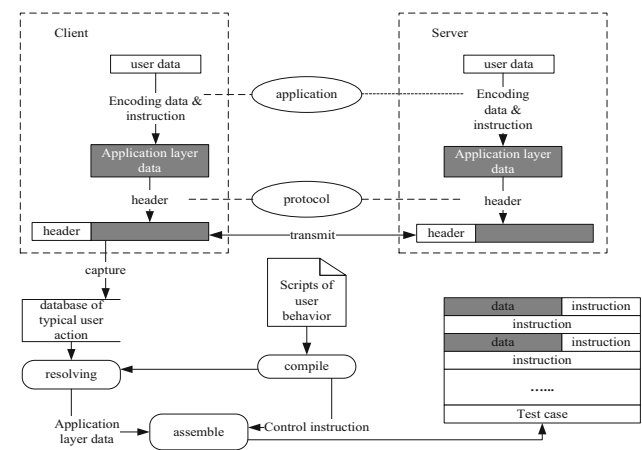 Client
Server
user data
user data
Encoding data &
instruction
application
Encoding
data &
instruction
Application layer
data
Application layer
data
header
protocol
header
header
transmit
header
capture
database of
typical user
action
Scripts of
user
behavior
data
instruction
instruction
data
instruction
instruction
…...
Test case
resolving
compile
Application
layer data
assemble
Control instruction